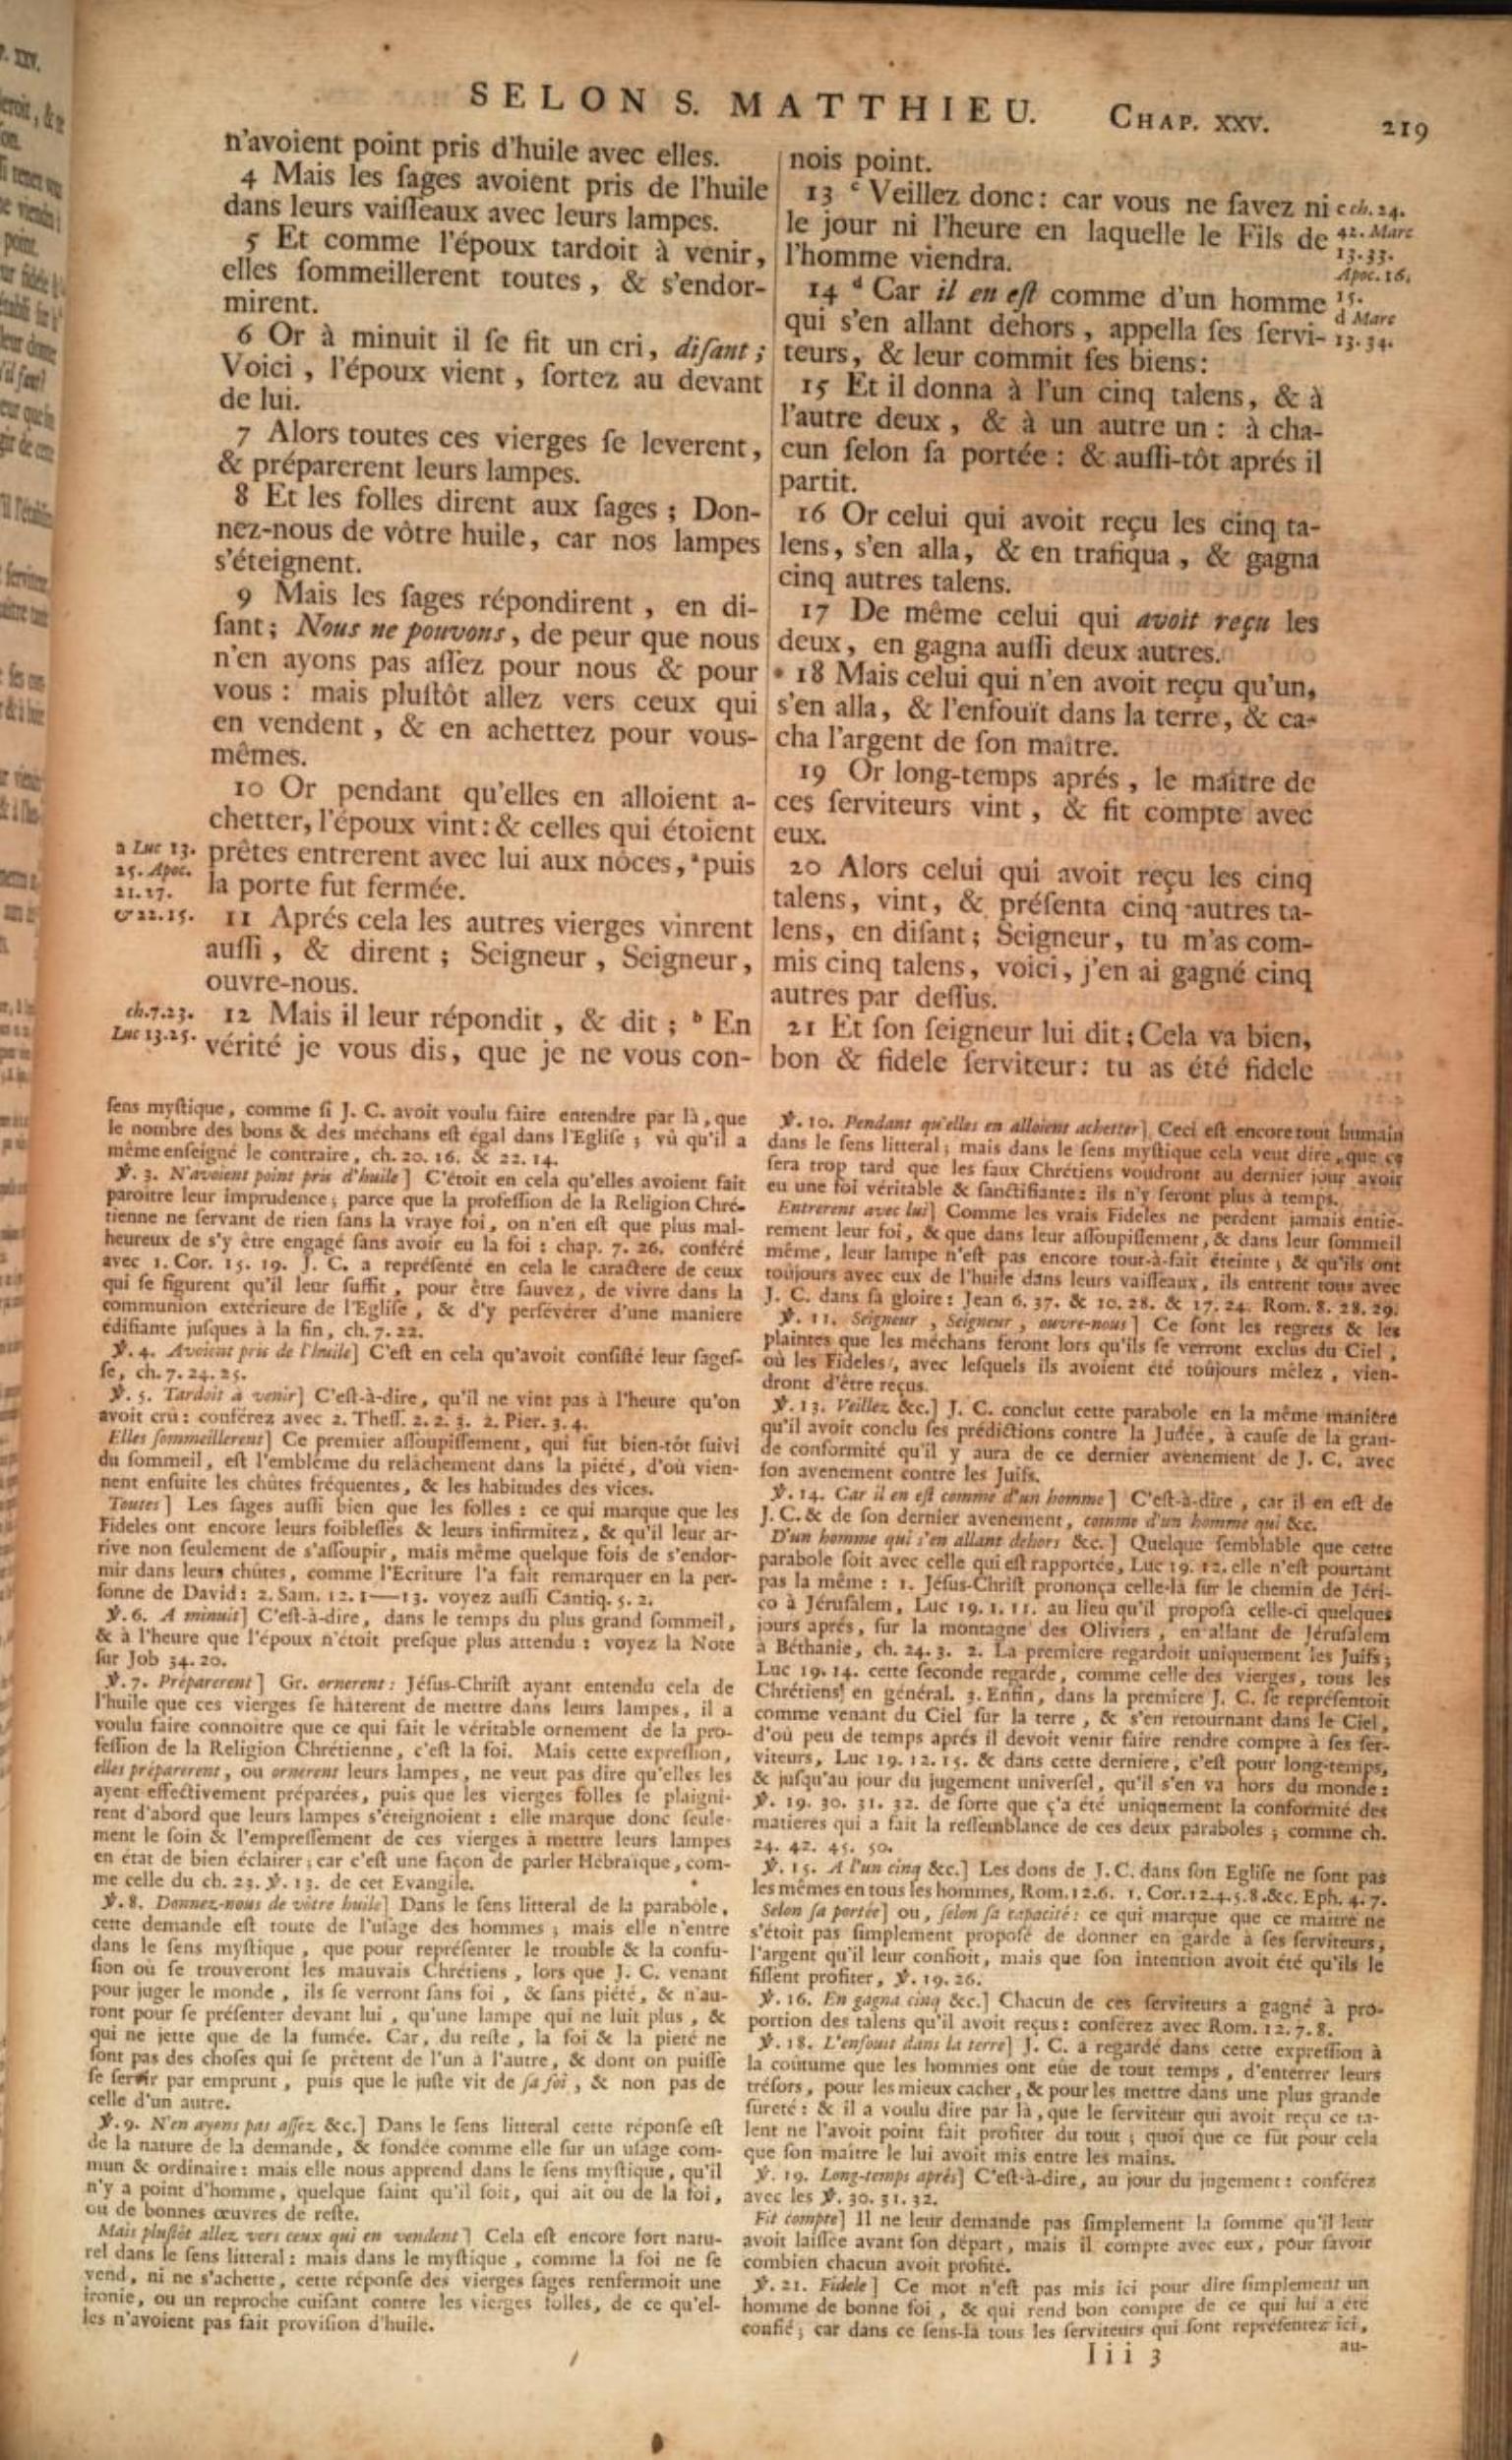 SELON S. MATTHIEU. CHAP. XXV. 219
n'avoient point pris d'huile avec elles.
4 Mais les ſages avoient pris de l'huile
dans leurs vaiſſeaux avec leurs lampes.
5 Et comme l'époux tardoit à venir,
elles ſommeillerent toutes, & s'endor-
mirent.
6 Or à minuit il ſe fit un cri, diſant;
Voici, l'époux vient, ſortez au devant
de lui.
7 Alors toutes ces vierges ſe leverent,
& préparerent leurs lampes.
8 Et les folles dirent aux ſages; Don-
nez-nous de vôtre huile, car nos lampes
s'éteignent.
9 Mais les ſages répondirent, en di-
ſant; Nous ne pouvons, de peur que nous
n'en ayons pas aſſez pour nous & pour
vous: mais pluſtôt allez vers ceux qui
en vendent, & en achettez pour vous-
mêmes.
10 Or pendant qu'elles en alloient a-
chetter, l'époux vint: & celles qui étoient
prêtes entrerent avec lui aux nôces, ᵃpuis
la porte fut fermée.
11 Aprés cela les autres vierges vinrent
auſſi, & dirent; Seigneur, Seigneur,
ouvre-nous.
12 Mais il leur répondit, & dit; ᵇ En
vérité je vous dis, que je ne vous con-
a Luc 13.
25. Apoc.
21.27.
& 22.15.
ch.7.23.
Luc 13.25.
nois point.
13 ᶜ Veillez donc: car vous ne ſavez ni
le jour ni l'heure en laquelle le Fils de
l'homme viendra.
14 ᵈ Car il en eſt comme d'un homme
qui s'en allant dehors, appella ſes ſervi-
teurs, & leur commit ſes biens:
15 Et il donna à l'un cinq talens, & à
l'autre deux, & à un autre un: à cha-
cun ſelon ſa portée: & auſſi-tôt aprés il
partit.
16 Or celui qui avoit reçu les cinq ta-
lens, s'en alla, & en trafiqua, & gagna
cinq autres talens.
17 De même celui qui avoit reçu les
deux, en gagna auſſi deux autres.
18 Mais celui qui n'en avoit reçu qu'un,
s'en alla, & l'enfouït dans la terre, & ca-
cha l'argent de ſon maître.
19 Or long-temps aprés, le maître de
ces ſerviteurs vint, & fit compte avec
eux.
20 Alors celui qui avoit reçu les cinq
talens, vint, & préſenta cinq autres ta-
lens, en diſant; Seigneur, tu m'as com-
mis cinq talens, voici, j'en ai gagné cinq
autres par deſſus.
21 Et ſon ſeigneur lui dit; Cela va bien,
bon & fidele ſerviteur: tu as été fidele
c ch. 24.
42. Marc
13.33.
Apoc. 16.
15.
d Marc
13.34.
ſens myſtique, comme ſi J. C. avoit voulu faire entendre par là, que
le nombre des bons & des méchans eſt égal dans l'Egliſe; vû qu'il a
même enſeigné le contraire, ch. 20. 16. & 22. 14.
℣. 3. N'avoient point pris d'huile] C'étoit en cela qu'elles avoient fait
paroître leur imprudence; parce que la profeſſion de la Religion Chré-
tienne ne ſervant de rien ſans la vraye foi, on n'en eſt que plus mal-
heureux de s'y être engagé ſans avoir eu la foi: chap. 7. 26. conféré
avec 1. Cor. 15. 19. J. C. a repréſenté en cela le caractere de ceux
qui ſe figurent qu'il leur ſuffit, pour être ſauvez, de vivre dans la
communion extérieure de l'Egliſe, & d'y perſévérer d'une maniere
édifiante juſques à la fin, ch. 7. 22.
℣. 4. Avoient pris de l'huile] C'eſt en cela qu'avoit conſiſté leur ſageſ-
ſe, ch. 7. 24. 25.
℣. 5. Tardoit à venir] C'eſt-à-dire, qu'il ne vint pas à l'heure qu'on
avoit crû: conférez avec 2. Theſſ. 2. 2. 3. 2. Pier. 3. 4.
Elles ſommeillerent] Ce premier aſſoupiſſement, qui fut bien-tôt ſuivi
du ſommeil, eſt l'embléme du relâchement dans la piété, d'où vien-
nent enſuite les chûtes fréquentes, & les habitudes des vices.
Toutes] Les ſages auſſi bien que les folles: ce qui marque que les
Fideles ont encore leurs foibleſſes & leurs infirmitez, & qu'il leur ar-
rive non ſeulement de s'aſſoupir, mais même quelque fois de s'endor-
mir dans leurs chûtes, comme l'Ecriture l'a fait remarquer en la per-
ſonne de David: 2. Sam. 12. 1—13. voyez auſſi Cantiq. 5. 2.
℣. 6. A minuit] C'eſt-à-dire, dans le temps du plus grand ſommeil,
& à l'heure que l'époux n'étoit preſque plus attendu: voyez la Note
ſur Job 34. 20.
℣. 7. Préparerent] Gr. ornerent: Jéſus-Chriſt ayant entendu cela de
l'huile que ces vierges ſe hâterent de mettre dans leurs lampes, il a
voulu faire connoître que ce qui fait le véritable ornement de la pro-
feſſion de la Religion Chrétienne, c'eſt la foi. Mais cette expreſſion,
elles préparerent, ou ornerent leurs lampes, ne veut pas dire qu'elles les
ayent effectivement préparées, puis que les vierges folles ſe plaigni-
rent d'abord que leurs lampes s'éteignoient: elle marque donc ſeule-
ment le ſoin & l'empreſſement de ces vierges à mettre leurs lampes
en état de bien éclairer; car c'eſt une façon de parler Hébraïque, com-
me celle du ch. 23. ℣. 13. de cet Evangile.
℣. 8. Donnez-nous de vôtre huile] Dans le ſens litteral de la parabole,
cette demande eſt toute de l'uſage des hommes; mais elle n'entre
dans le ſens myſtique, que pour repréſenter le trouble & la confu-
ſion où ſe trouveront les mauvais Chrétiens, lors que J. C. venant
pour juger le monde, ils ſe verront ſans foi, & ſans piété, & n'au-
ront pour ſe préſenter devant lui, qu'une lampe qui ne luit plus, &
qui ne jette que de la fumée. Car, du reſte, la foi & la pieté ne
ſont pas des choſes qui ſe prêtent de l'un à l'autre, & dont on puiſſe
ſe ſervir par emprunt, puis que le juſte vit de ſa foi, & non pas de
celle d'un autre.
℣. 9. N'en ayons pas aſſez &c.] Dans le ſens litteral cette réponſe eſt
de la nature de la demande, & fondée comme elle ſur un uſage com-
mun & ordinaire: mais elle nous apprend dans le ſens myſtique, qu'il
n'y a point d'homme, quelque ſaint qu'il ſoit, qui ait ou de la foi,
ou de bonnes œuvres de reſte.
Mais pluſtôt allez vers ceux qui en vendent] Cela eſt encore fort natu-
rel dans le ſens litteral: mais dans le myſtique, comme la foi ne ſe
vend, ni ne s'achette, cette réponſe des vierges ſages renfermoit une
ironie, ou un reproche cuiſant contre les vierges folles, de ce qu'el-
les n'avoient pas fait proviſion d'huile.
℣. 10. Pendant qu'elles en alloient achetter] Ceci eſt encore tout humain
dans le ſens litteral; mais dans le ſens myſtique cela veut dire, que ce
ſera trop tard que les faux Chrétiens voudront au dernier jour avoir
eu une foi véritable & ſanctifiante: ils n'y ſeront plus à temps.
Entrerent avec lui] Comme les vrais Fideles ne perdent jamais entié-
rement leur foi, & que dans leur aſſoupiſſement, & dans leur ſommeil
même, leur lampe n'eſt pas encore tout-à-fait éteinte, & qu'ils ont
toûjours avec eux de l'huile dans leurs vaiſſeaux, ils entrent tous avec
J. C. dans ſa gloire: Jean 6. 37. & 10. 28. & 17. 24. Rom. 8. 28. 29.
℣. 11. Seigneur, Seigneur, ouvre-nous] Ce ſont les regrets & les
plaintes que les méchans feront lors qu'ils ſe verront exclus du Ciel,
où les Fideles, avec leſquels ils avoient été toûjours mêlez, vien-
dront d'être reçus.
℣. 13. Veillez &c.] J. C. conclut cette parabole en la même maniére
qu'il avoit conclu ſes prédictions contre la Judée, à cauſe de la gran-
de conformité qu'il y aura de ce dernier avenement de J. C. avec
ſon avenement contre les Juifs.
℣. 14. Car il en eſt comme d'un homme] C'eſt-à-dire, car il en eſt de
J. C. & de ſon dernier avenement, comme d'un homme qui &c.
D'un homme qui s'en allant dehors &c.] Quelque ſemblable que cette
parabole ſoit avec celle qui eſt rapportée, Luc 19. 12. elle n'eſt pourtant
pas la même: 1. Jéſus-Chriſt prononça celle-là ſur le chemin de Jéri-
co à Jéruſalem, Luc 19. 1. 11. au lieu qu'il propoſa celle-ci quelques
jours aprés, ſur la montagne des Oliviers, en allant de Jéruſalem
à Béthanie, ch. 24. 3. 2. La premiere regardoit uniquement les Juifs;
Luc 19. 14. cette ſeconde regarde, comme celle des vierges, tous les
Chrétiens en général. 3. Enfin, dans la premiere J. C. ſe repréſentoit
comme venant du Ciel ſur la terre, & s'en retournant dans le Ciel,
d'où peu de temps aprés il devoit venir faire rendre compte à ſes ſer-
viteurs, Luc 19. 12. 15. & dans cette derniere, c'eſt pour long-temps,
& juſqu'au jour du jugement univerſel, qu'il s'en va hors du monde:
℣. 19. 30. 31. 32. de ſorte que ç'a été uniquement la conformité des
matieres qui a fait la reſſemblance de ces deux paraboles; comme ch.
24. 42. 45. 50.
℣. 15. A l'un cinq &c.] Les dons de J. C. dans ſon Egliſe ne ſont pas
les mêmes en tous les hommes, Rom. 12. 6. 1. Cor. 12. 4. 5. 8. &c. Eph. 4. 7.
Selon ſa portée] ou, ſelon ſa capacité: ce qui marque que ce maître ne
s'étoit pas ſimplement propoſé de donner en garde à ſes ſerviteurs,
l'argent qu'il leur confioit, mais que ſon intention avoit été qu'ils le
fiſſent profiter, ℣. 19. 26.
℣. 16. En gagna cinq &c.] Chacun de ces ſerviteurs a gagné à pro-
portion des talens qu'il avoit reçus: conférez avec Rom. 12. 7. 8.
℣. 18. L'enfouït dans la terre] J. C. a regardé dans cette expreſſion à
la coûtume que les hommes ont eûe de tout temps, d'enterrer leurs
tréſors, pour les mieux cacher, & pour les mettre dans une plus grande
ſureté: & il a voulu dire par là, que le ſerviteur qui avoit reçu ce ta-
lent ne l'avoit point fait profiter du tout; quoi que ce fût pour cela
que ſon maître le lui avoit mis entre les mains.
℣. 19. Long-temps aprés] C'eſt-à-dire, au jour du jugement: conférez
avec les ℣. 30. 31. 32.
Fit compte] Il ne leur demande pas ſimplement la ſomme qu'il leur
avoit laiſſée avant ſon départ, mais il compte avec eux, pour ſavoir
combien chacun avoit profité.
℣. 21. Fidele] Ce mot n'eſt pas mis ici pour dire ſimplement un
homme de bonne foi, & qui rend bon compte de ce qui lui a été
confié; car dans ce ſens-là tous les ſerviteurs qui ſont repréſentez ici,
Iii 3
au-